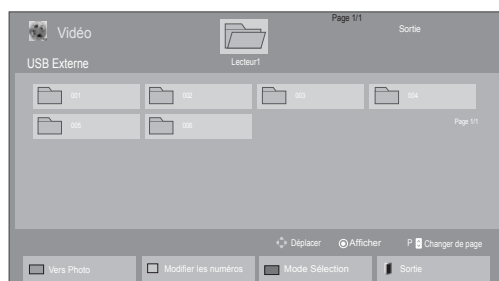 Page 1/1
Vidéo
Sortie
USB Externe
Lecteur1
001 002 003 004
005 006
Page 1/1
Déplacer Afficher P Changer de page
Vers Photo Modifier les numéros Mode Sélection Sortie